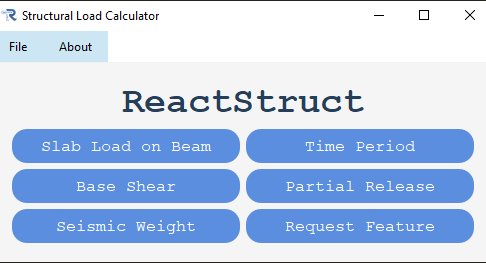 Structural Load Calculator
File About
ReactStruct
Slab Load on Beam Time Period
Base Shear Partial Release
Seismic Weight Request Feature